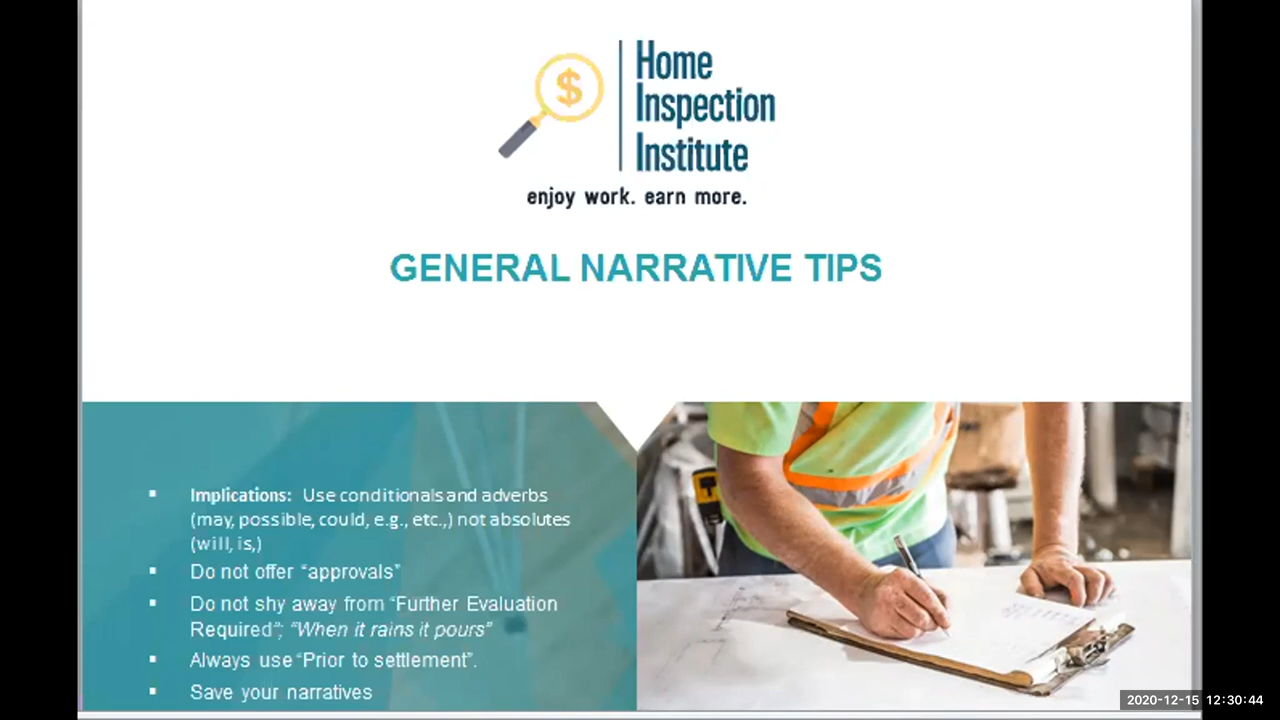 $
Home
Inspection
Institute
enjoy work. earn more.
GENERAL NARRATIVE TIPS
▪ Implications: Use conditionals and adverbs
(may, possible, could, e.g., etc.,) not absolutes
(will, is,)
▪ Do not offer “approvals”
▪ Do not shy away from “Further Evaluation
Required”; “When it rains it pours”
▪ Always use “Prior to settlement”.
▪ Save your narratives
2020-12-15 12:30:44